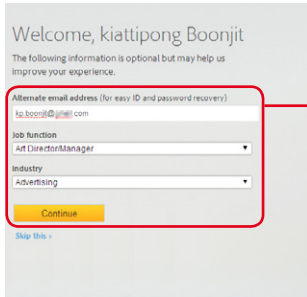 Welcome, kiattipong Boonjit
The following information is optional but may help us
improve your experience.
Alternate email address (for easy ID and password recovery)
kp.boonjit@gmail.com
Job function
Art Director/Manager
Industry
Advertising
Continue
Skip this ›